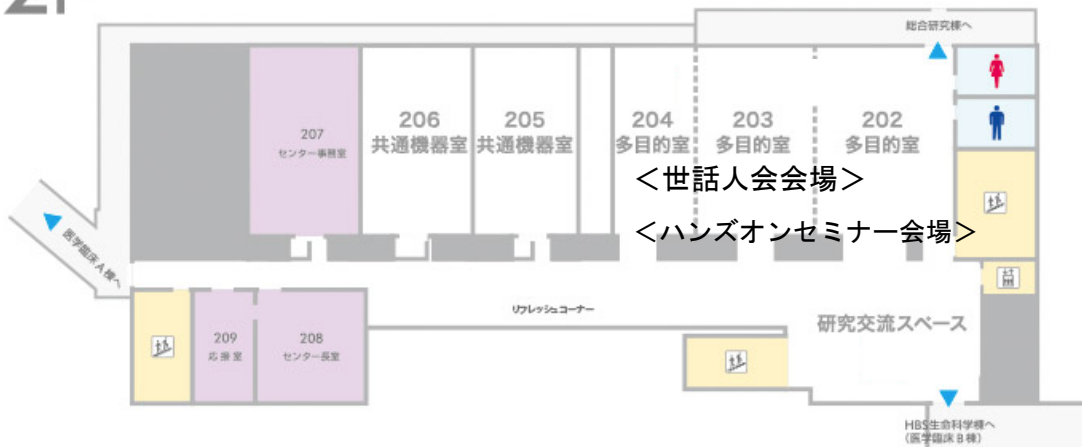 2F
総合研究棟へ
207
センター事務室
206
共通機器室
205
共通機器室
204
多目的室
203
多目的室
202
多目的室
＜世話人会会場＞
＜ハンズオンセミナー会場＞
医学臨床A棟へ
リフレッシュコーナー
研究交流スペース
209
応接室
208
センター長室
HBS生命科学棟へ
(医学臨床B棟)